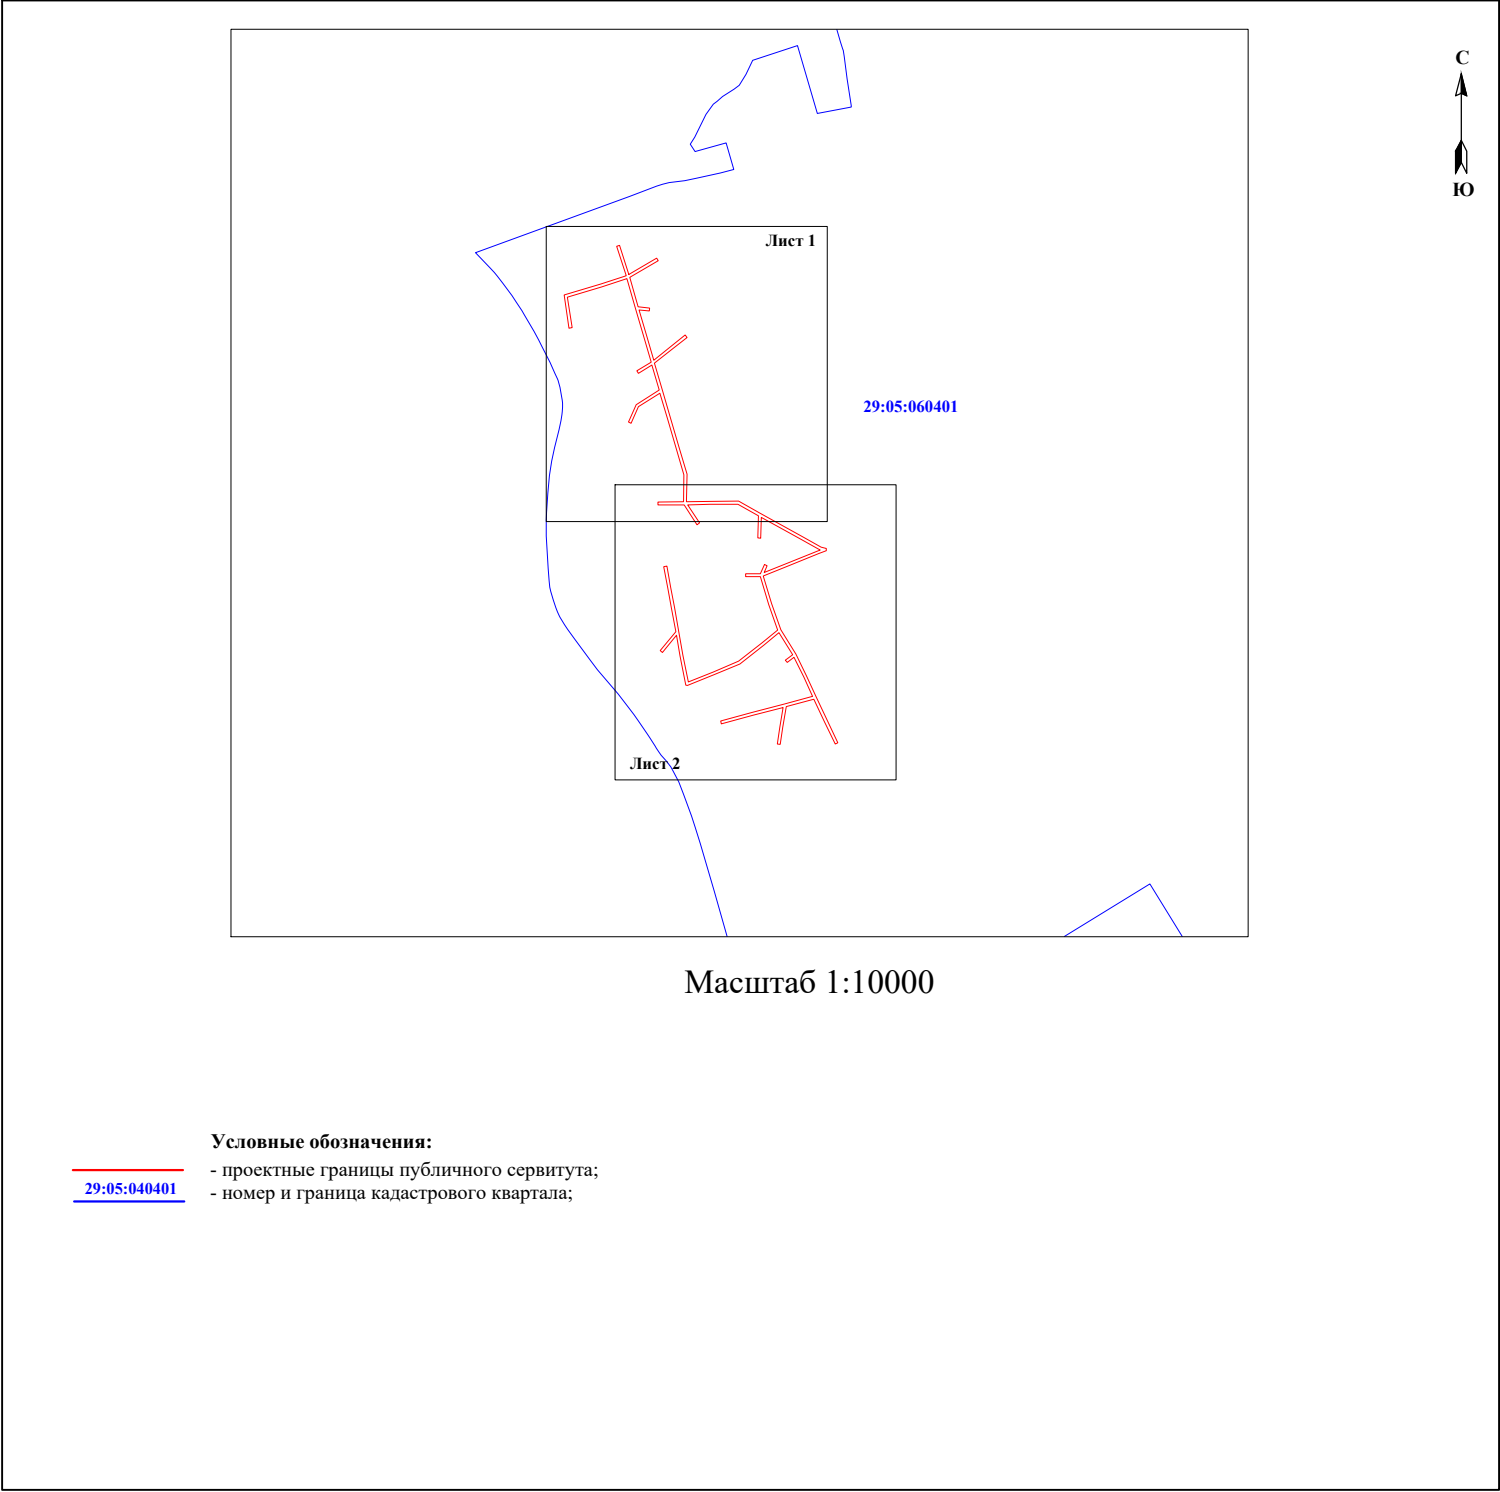 С
Ю
Лист 1
29:05:060401
Лист 2
Масштаб 1:10000
Условные обозначения:
- проектные границы публичного сервитута;
29:05:040401
- номер и граница кадастрового квартала;